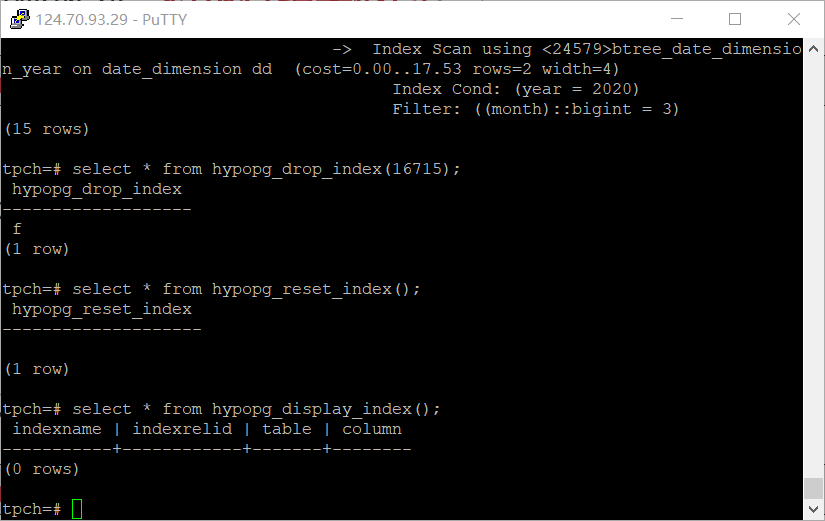 124.70.93.29 - PuTTY
-> Index Scan using <24579>btree_date_dimensio
n_year on date_dimension dd (cost=0.00..17.53 rows=2 width=4)
Index Cond: (year = 2020)
Filter: ((month)::bigint = 3)
(15 rows)
tpch=# select * from hypopg_drop_index(16715);
hypopg_drop_index
-------------------
f
(1 row)
tpch=# select * from hypopg_reset_index();
hypopg_reset_index
--------------------
(1 row)
tpch=# select * from hypopg_display_index();
indexname | indexrelid | table | column
-----------+------------+-------+--------
(0 rows)
tpch=#